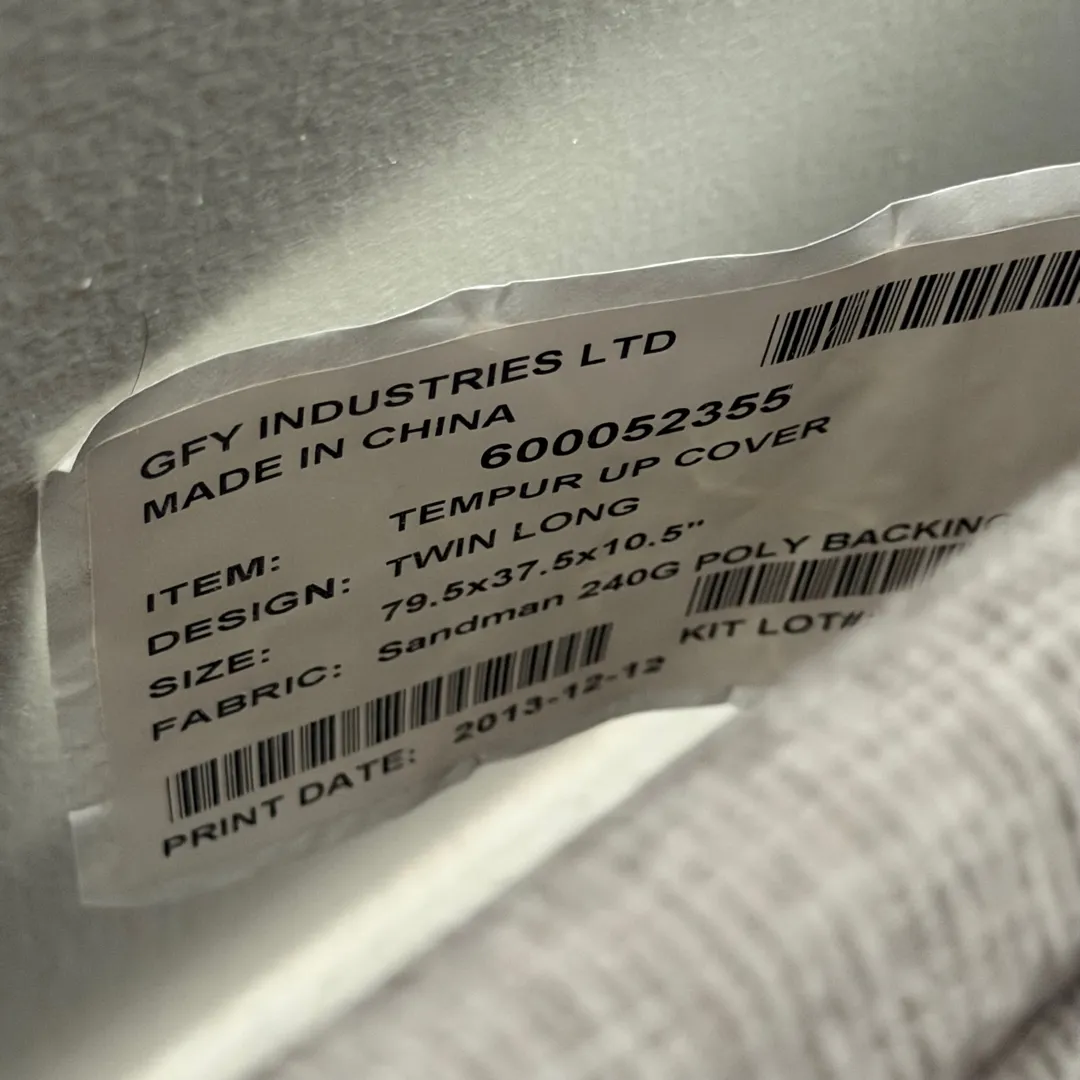 GFY INDUSTRIES LTD
MADE IN CHINA
600052355
ITEM: TEMPUR UP COVER
DESIGN: TWIN LONG
SIZE: 79.5x37.5x10.5"
FABRIC: Sandman 240G POLY BACKING
PRINT DATE: 2013-12-12
KIT LOT#